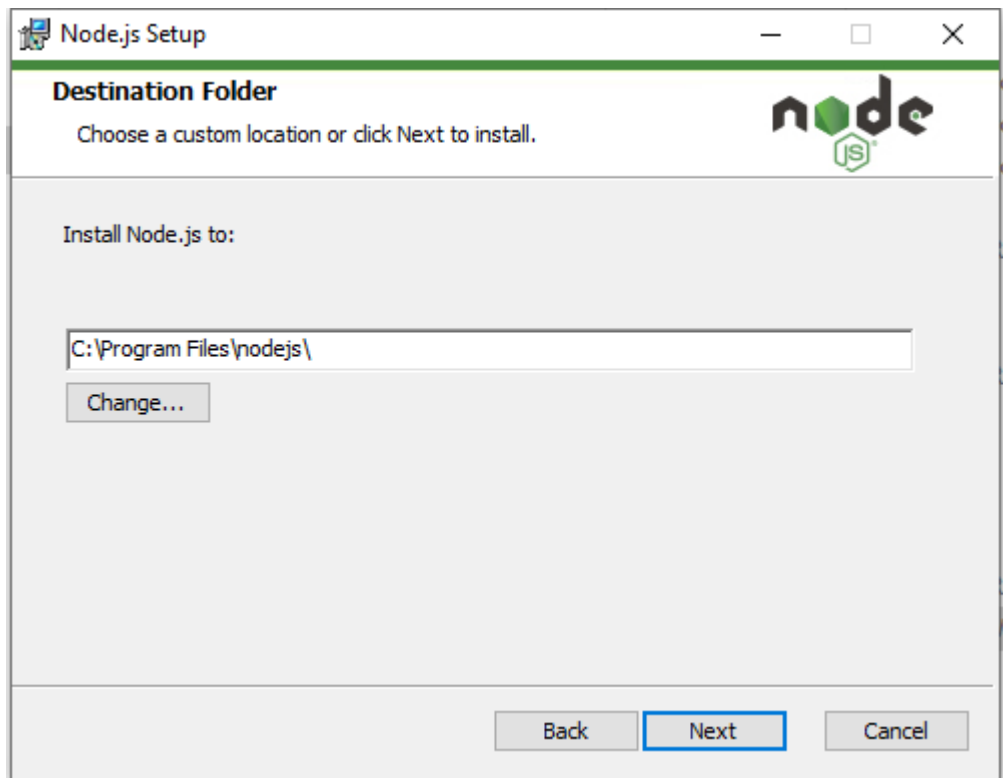 Node.js Setup
Destination Folder
Choose a custom location or click Next to install.
node
JS
Install Node.js to:
C:\Program Files\nodejs\
Change...
Back Next Cancel